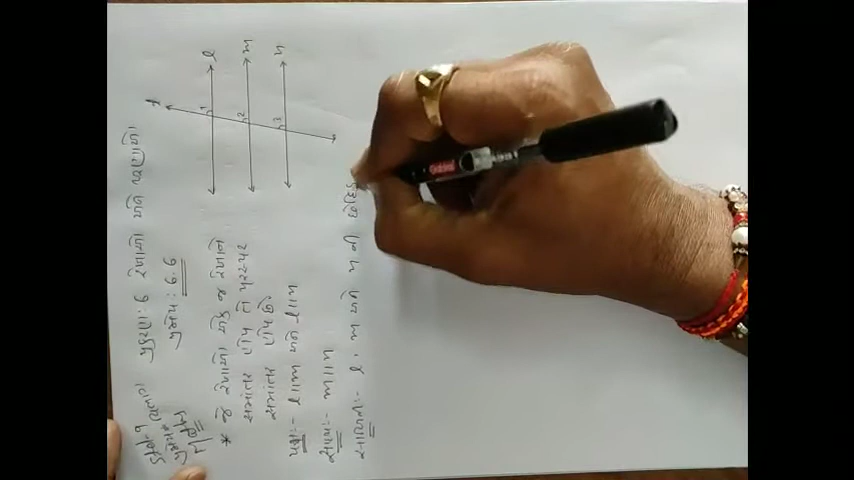 પ્રકરણ: 6 રેખાઓ અને ખૂણાઓ
પ્રમેય: 6.6
* જે રેખાઓ એક જ રેખાને
સમાંતર હોય તે પરસ્પર
સમાંતર હોય છે.
પક્ષ:- l॥m અને l॥n
સાધ્ય:- m॥n
સાબિતી:- l, m અને n ની છેદિકા
t
l
m
n
1
2
3